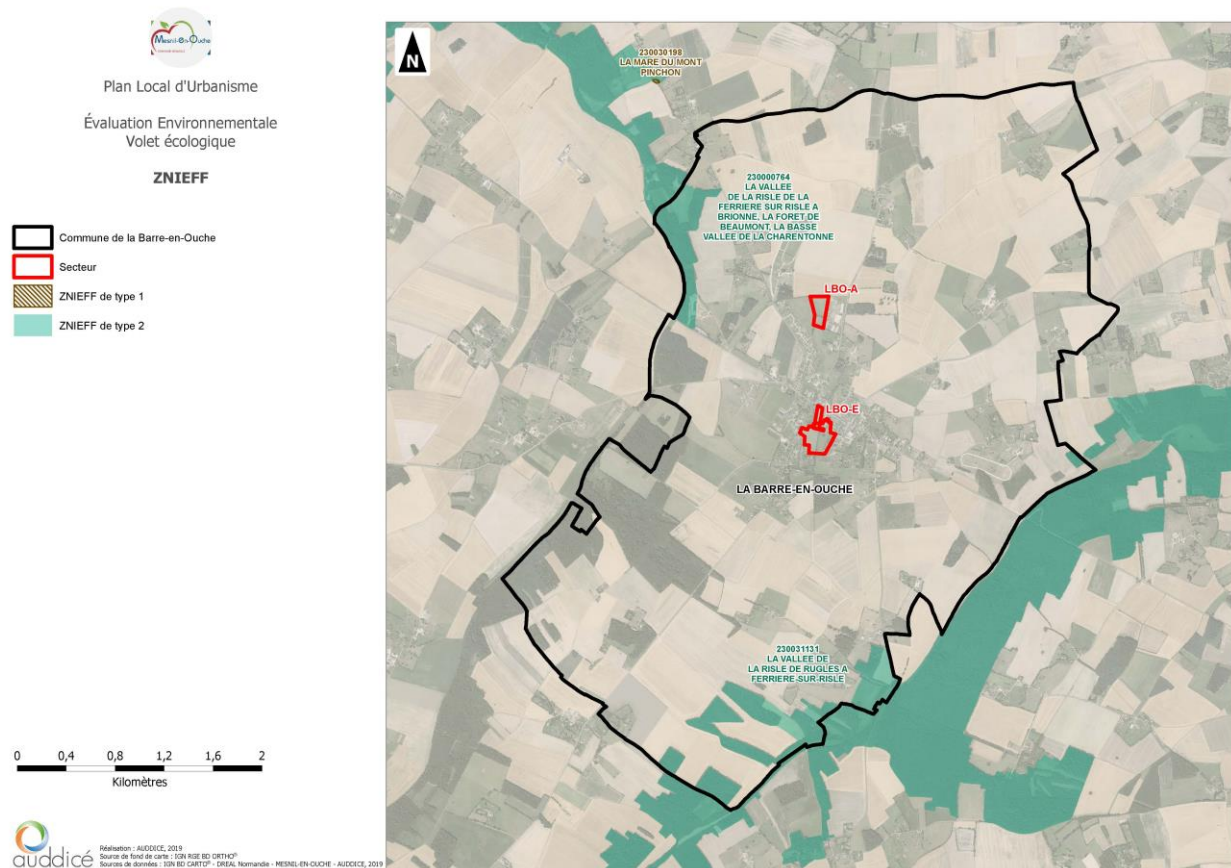 Mesnil-en-Ouche
Plan Local d'Urbanisme
Évaluation Environnementale
Volet écologique
ZNIEFF
Commune de la Barre-en-Ouche
Secteur
ZNIEFF de type 1
ZNIEFF de type 2
0 0,4 0,8 1,2 1,6 2
Kilomètres
auddicé
Réalisation : AUDDICE, 2019
Source de fond de carte : IGN RGE BD ORTHO®
Sources de données : IGN BD CARTO® - DREAL Normandie - MESNIL-EN-OUCHE - AUDDICE, 2019
N
230030198
LA MARE DU MONT
PINCHON
230000764
LA VALLEE
DE LA RISLE DE LA
FERRIERE SUR RISLE A
BRIONNE, LA FORET DE
BEAUMONT, LA BASSE
VALLEE DE LA CHARENTONNE
LBO-A
LBO-E
LA BARRE-EN-OUCHE
230031131
LA VALLEE DE
LA RISLE DE RUGLES A
FERRIERE-SUR-RISLE